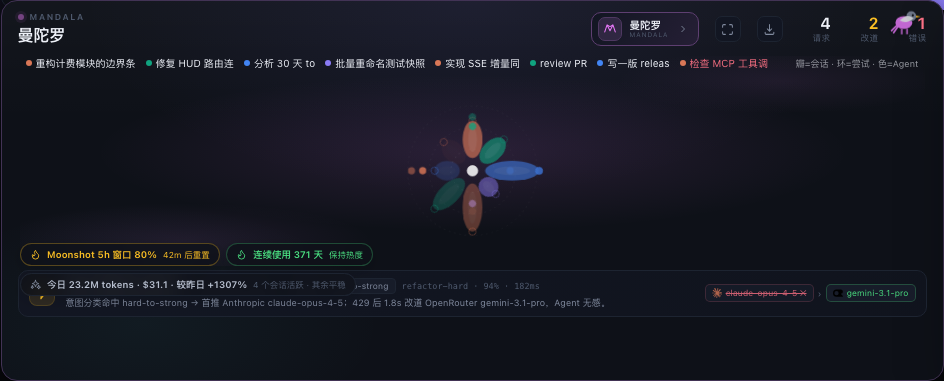 MANDALA
曼陀罗
曼陀罗
MANDALA
4
请求
2
改道
1
错误
重构计费模块的边界条
修复 HUD 路由连
分析 30 天 to
批量重命名测试快照
实现 SSE 增量同
review PR
写一版 releas
检查 MCP 工具调
瓣=会话 · 环=尝试 · 色=Agent
Moonshot 5h 窗口 80% 42m 后重置
连续使用 371 天 保持热度
今日 23.2M tokens · $31.1 · 较昨日 +1307% 4 个会话活跃 · 其余平稳
-strong
refactor-hard · 94% · 182ms
意图分类命中 hard-to-strong → 首推 Anthropic claude-opus-4-5；429 后 1.8s 改道 OpenRouter gemini-3.1-pro，Agent 无感。
claude-opus-4-5 ×
›
gemini-3.1-pro